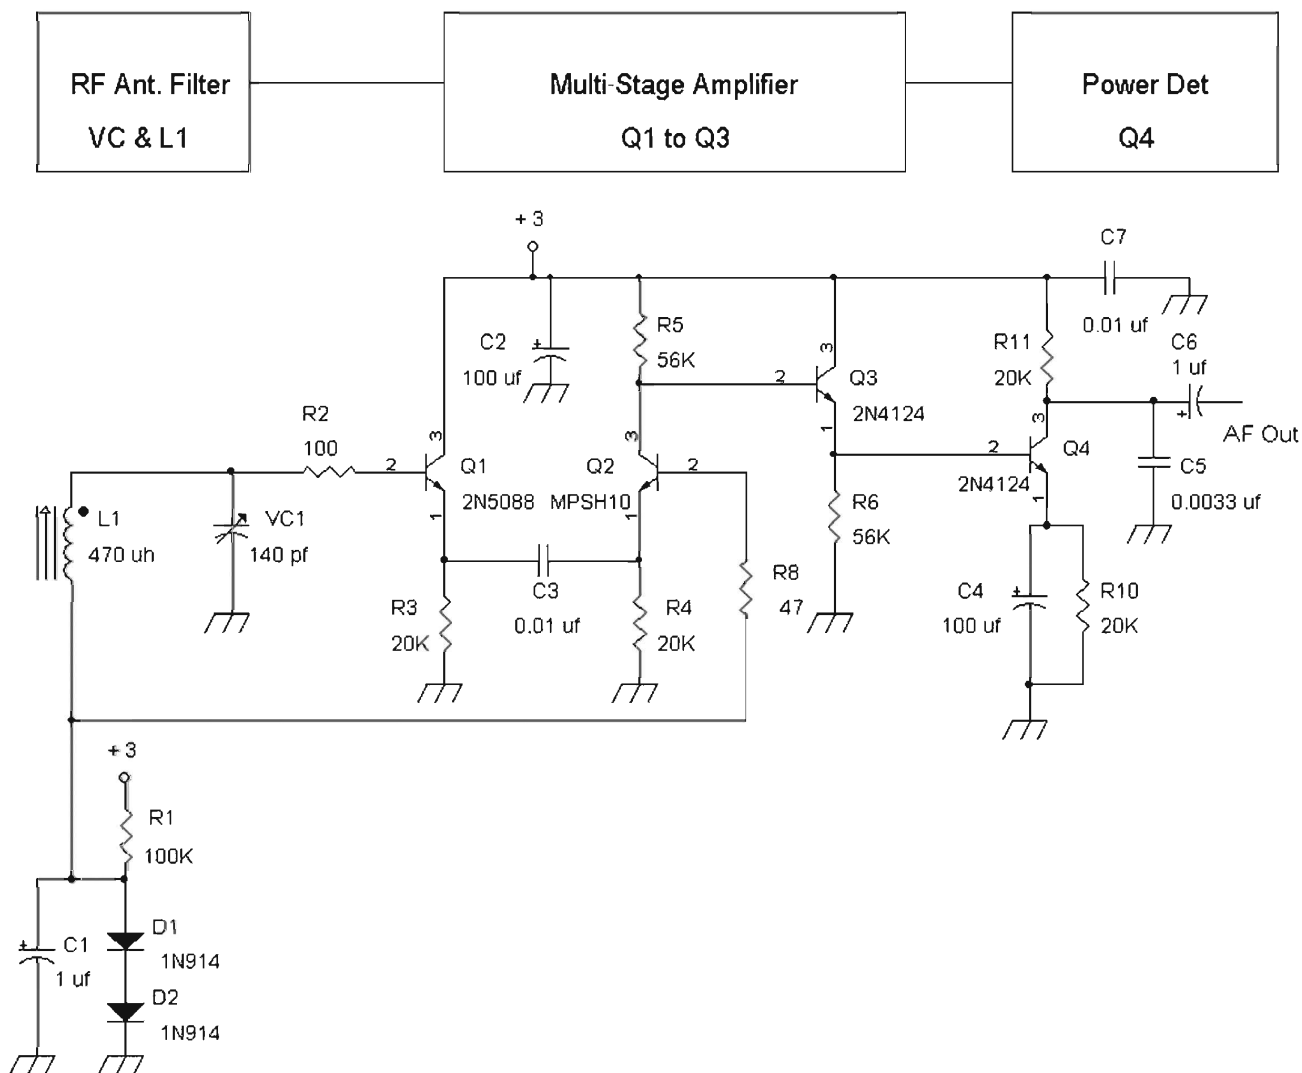 RF Ant. Filter
VC & L1
Multi-Stage Amplifier
Q1 to Q3
Power Det
Q4
+ 3
C7
0.01 uf
C2
100 uf
R5
56K
R11
20K
C6
1 uf
AF Out
R2
100
3
2
Q1
2N5088
1
3
Q2
MPSH10
2
1
3
2
Q3
2N4124
1
3
2
Q4
2N4124
1
C5
0.0033 uf
L1
470 uh
VC1
140 pf
R3
20K
C3
0.01 uf
R4
20K
R8
47
R6
56K
C4
100 uf
R10
20K
+ 3
R1
100K
C1
1 uf
D1
1N914
D2
1N914